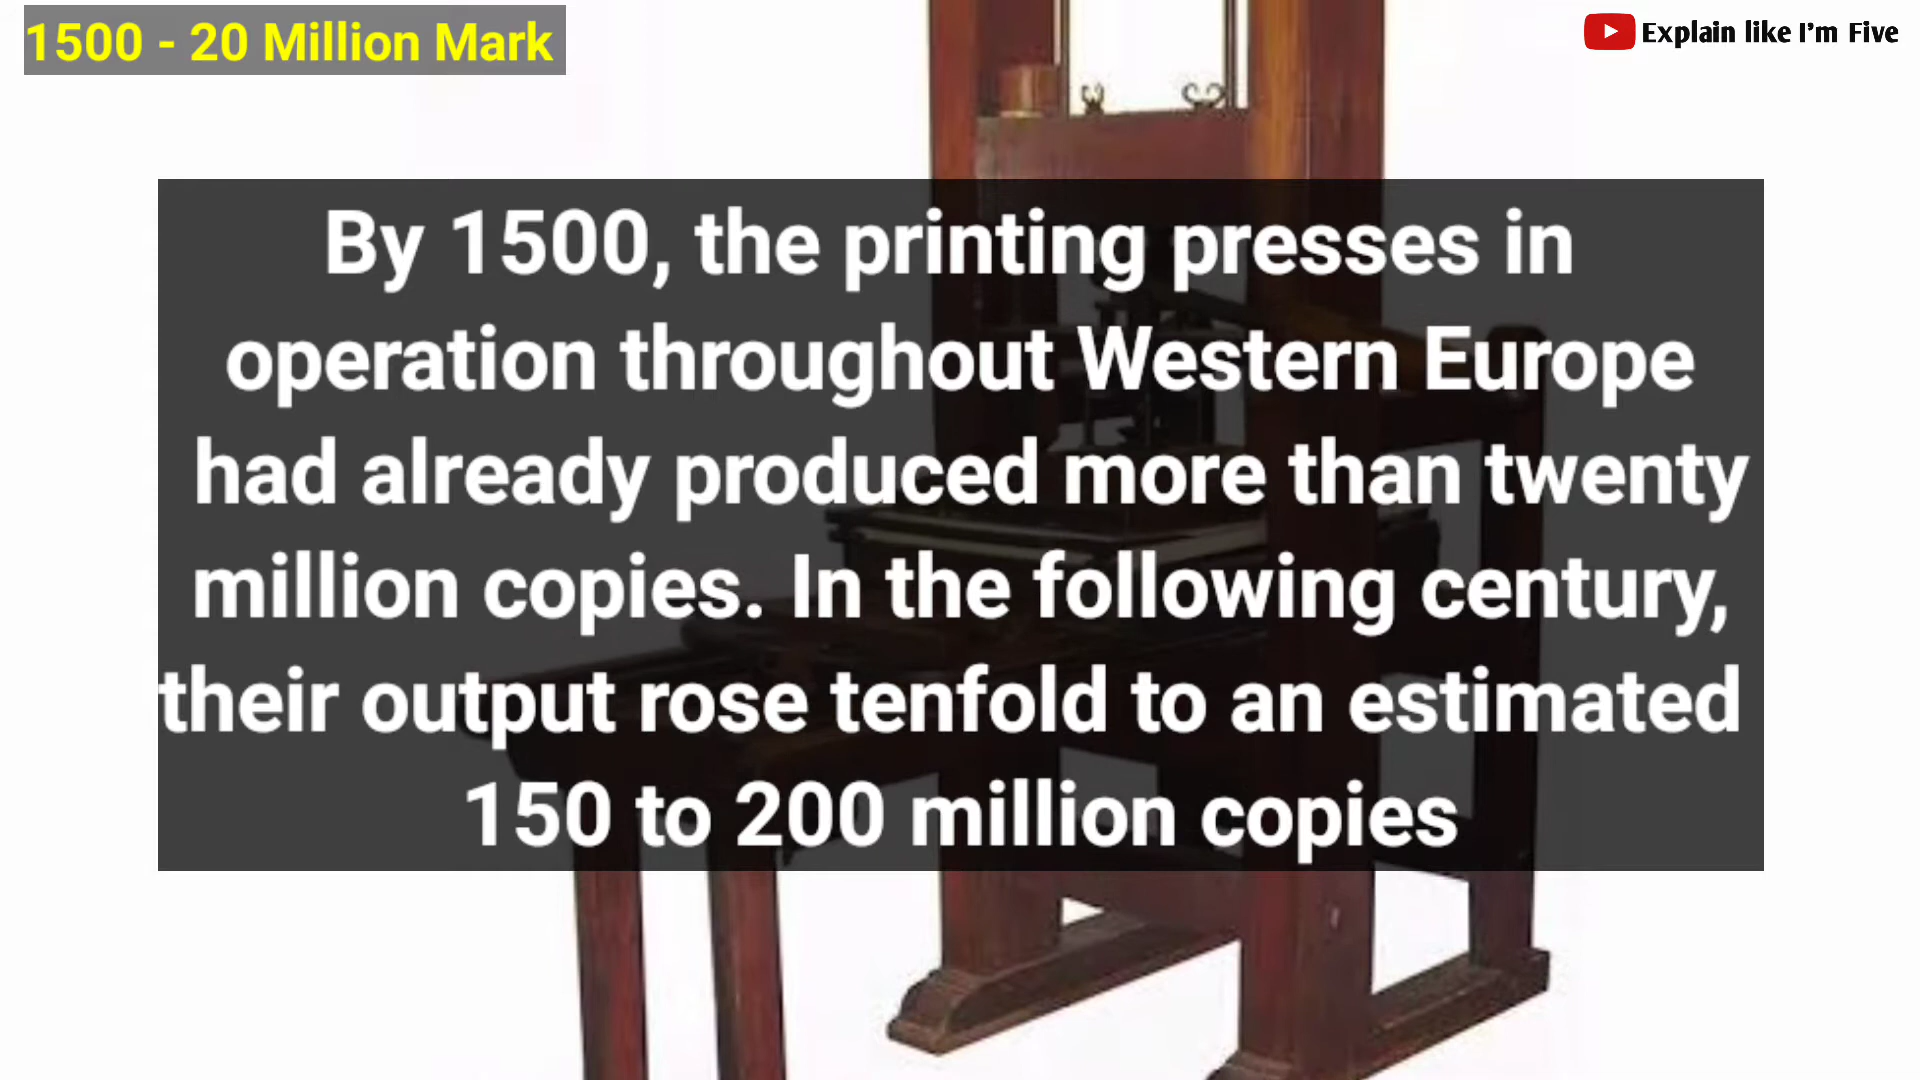 1500 - 20 Million Mark
Explain like I'm Five
By 1500, the printing presses in
operation throughout Western Europe
had already produced more than twenty
million copies. In the following century,
their output rose tenfold to an estimated
150 to 200 million copies